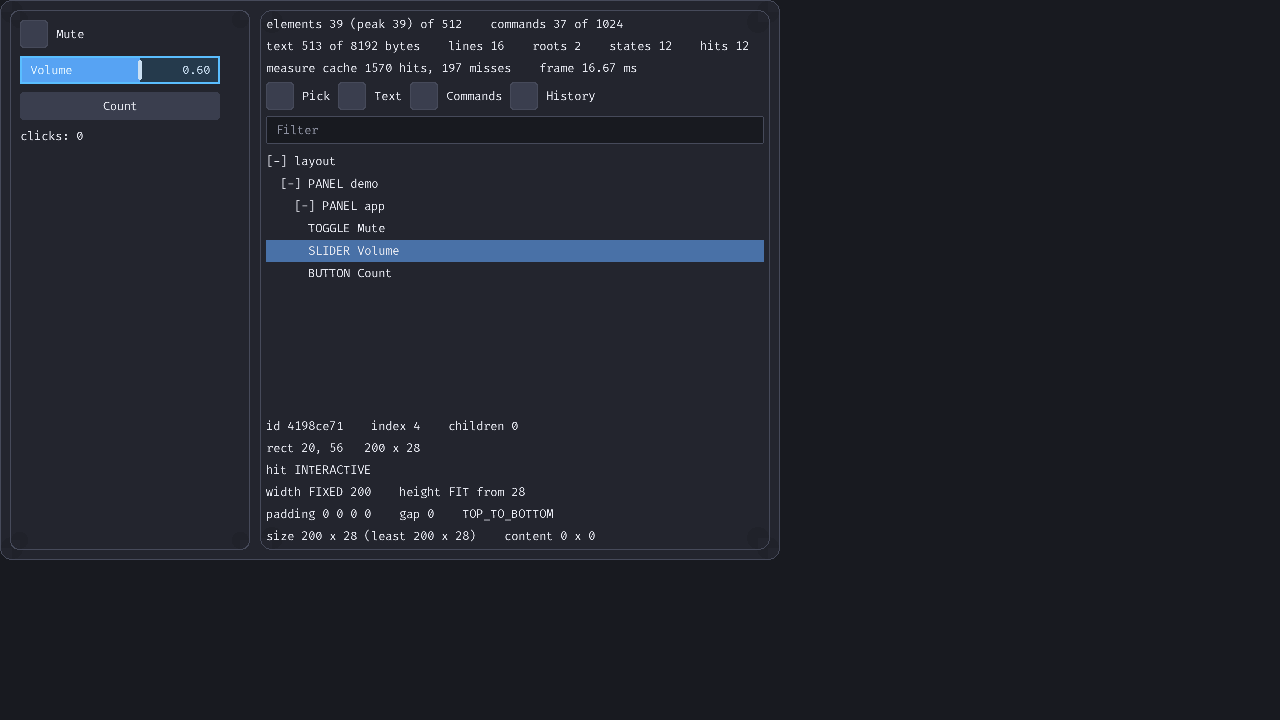 Mute
Volume 0.60
Count
clicks: 0
elements 39 (peak 39) of 512 commands 37 of 1024
text 513 of 8192 bytes lines 16 roots 2 states 12 hits 12
measure cache 1570 hits, 197 misses frame 16.67 ms
Pick Text Commands History
Filter
[-] layout
[-] PANEL demo
[-] PANEL app
TOGGLE Mute
SLIDER Volume
BUTTON Count
id 4198ce71 index 4 children 0
rect 20, 56 200 x 28
hit INTERACTIVE
width FIXED 200 height FIT from 28
padding 0 0 0 0 gap 0 TOP_TO_BOTTOM
size 200 x 28 (least 200 x 28) content 0 x 0